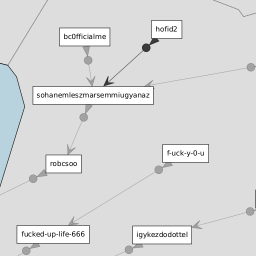 hofid2
bc0fficialme
sohanemleszmarsemmiugyanaz
f-uck-y-0-u
robcsoo
fucked-up-life-666
igykezdodottel